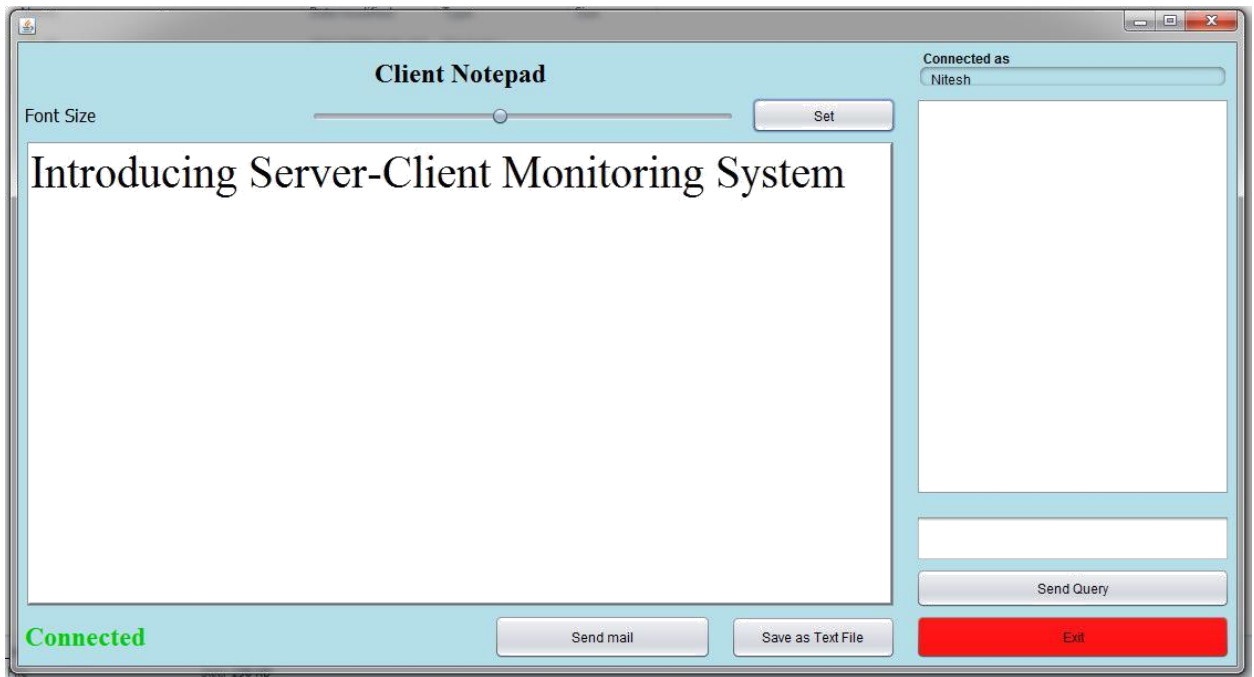 Client Notepad
Connected as
Nitesh
Font Size
Set
Introducing Server-Client Monitoring System
Send Query
Connected
Send mail
Save as Text File
Exit